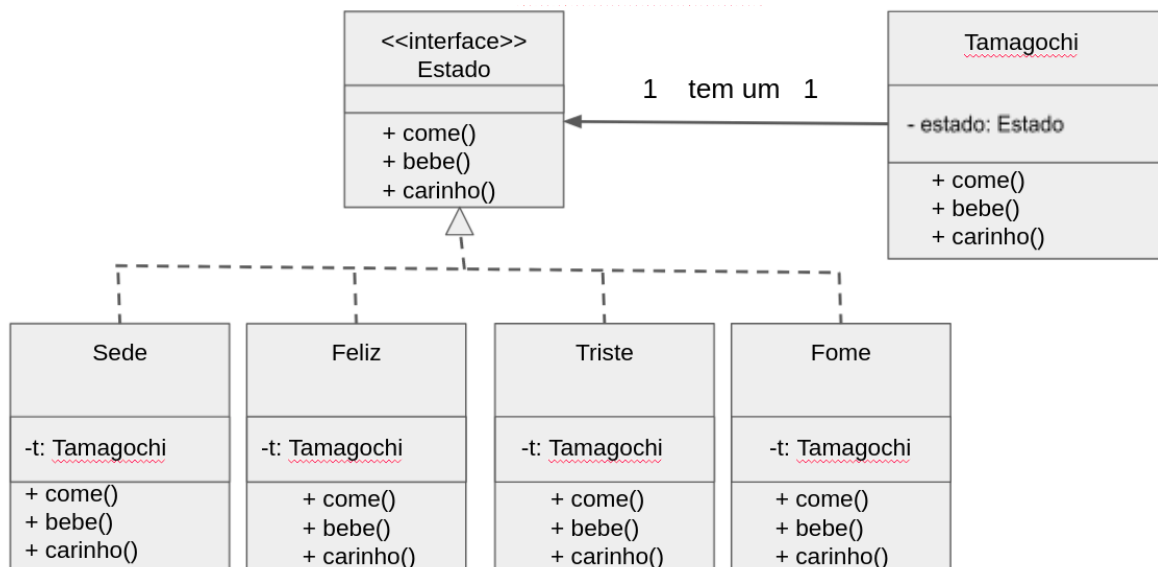 <<interface>>
Estado
+ come()
+ bebe()
+ carinho()
1 tem um 1
Tamagochi
- estado: Estado
+ come()
+ bebe()
+ carinho()
Sede
-t: Tamagochi
+ come()
+ bebe()
+ carinho()
Feliz
-t: Tamagochi
+ come()
+ bebe()
+ carinho()
Triste
-t: Tamagochi
+ come()
+ bebe()
+ carinho()
Fome
-t: Tamagochi
+ come()
+ bebe()
+ carinho()